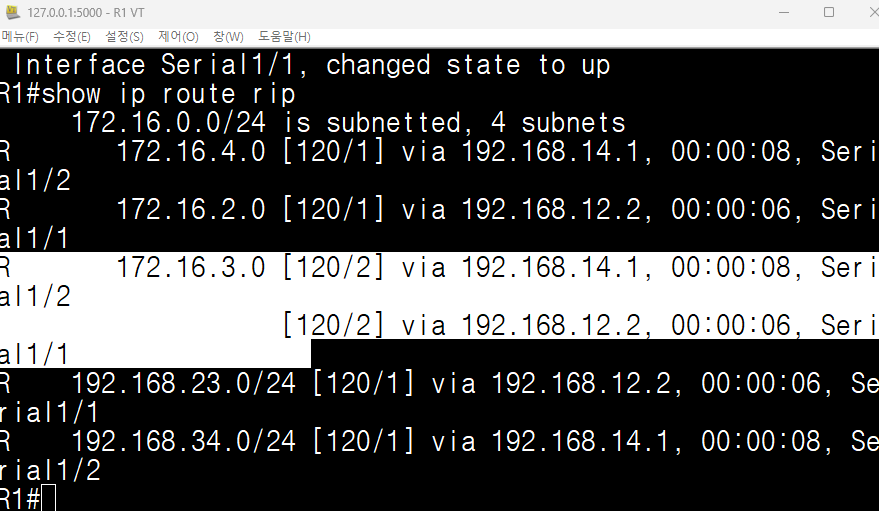 127.0.0.1:5000 - R1 VT
메뉴(F) 수정(E) 설정(S) 제어(O) 창(W) 도움말(H)
Interface Serial1/1, changed state to up
R1#show ip route rip
172.16.0.0/24 is subnetted, 4 subnets
R 172.16.4.0 [120/1] via 192.168.14.1, 00:00:08, Seri
al1/2
R 172.16.2.0 [120/1] via 192.168.12.2, 00:00:06, Seri
al1/1
R 172.16.3.0 [120/2] via 192.168.14.1, 00:00:08, Seri
al1/2
[120/2] via 192.168.12.2, 00:00:06, Seri
al1/1
R 192.168.23.0/24 [120/1] via 192.168.12.2, 00:00:06, Se
rial1/1
R 192.168.34.0/24 [120/1] via 192.168.14.1, 00:00:08, Se
rial1/2
R1#